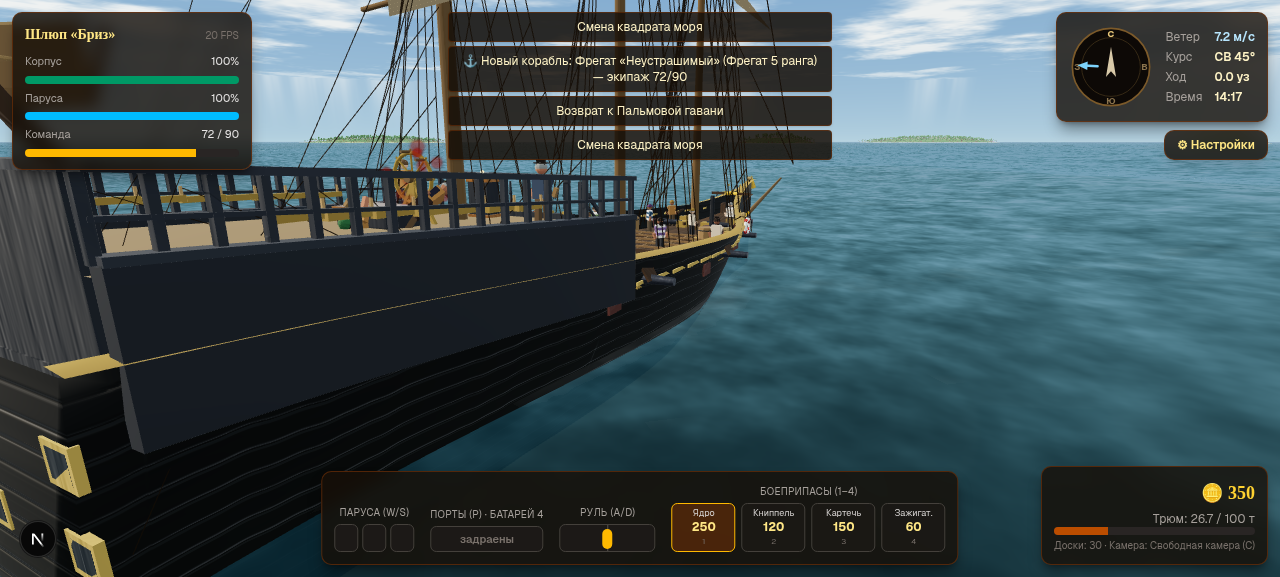 Шлюп «Бриз» 20 FPS
Корпус 100%
Паруса 100%
Команда 72 / 90
Смена квадрата моря
⚓ Новый корабль: Фрегат «Неустрашимый» (Фрегат 5 ранга)
— экипаж 72/90
Возврат к Пальмовой гавани
Смена квадрата моря
С
З
В
Ю
Ветер 7.2 м/с
Курс СВ 45°
Ход 0.0 уз
Время 14:17
⚙ Настройки
ПАРУСА (W/S)
ПОРТЫ (P) · БАТАРЕЙ 4
задраены
РУЛЬ (A/D)
БОЕПРИПАСЫ (1–4)
Ядро Книппель Картечь Зажигат.
250 120 150 60
1 2 3 4
350
Трюм: 26.7 / 100 т
Доски: 30 · Камера: Свободная камера (C)
N